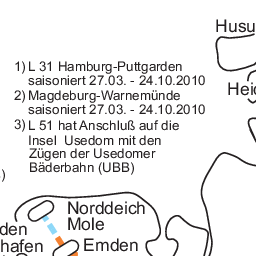 Husu
1) L 31 Hamburg-Puttgarden
saisoniert 27.03. - 24.10.2010
2) Magdeburg-Warnemünde
saisoniert 27.03. - 24.10.2010
Hei
3) L 51 hat Anschluß auf die
Insel Usedom mit den
Zügen der Usedomer
Bäderbahn (UBB)
)
Norddeich
Mole
den
hafen
Emden